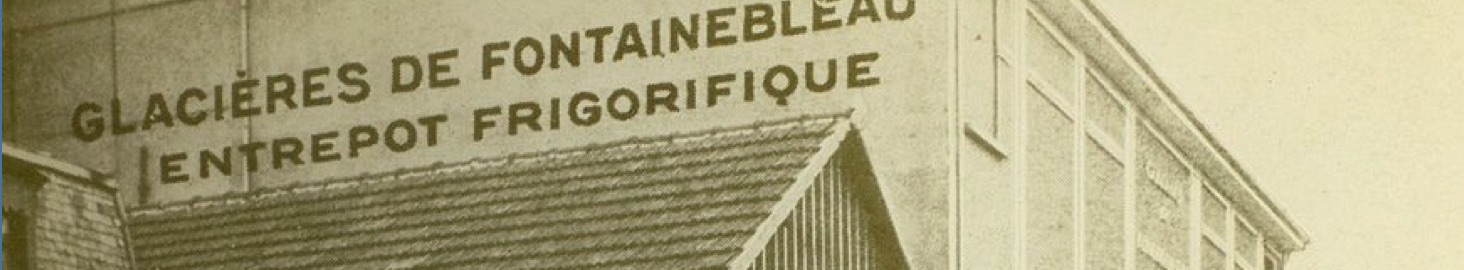 GLACIÈRES DE FONTAINEBLEAU
ENTREPOT FRIGORIFIQUE